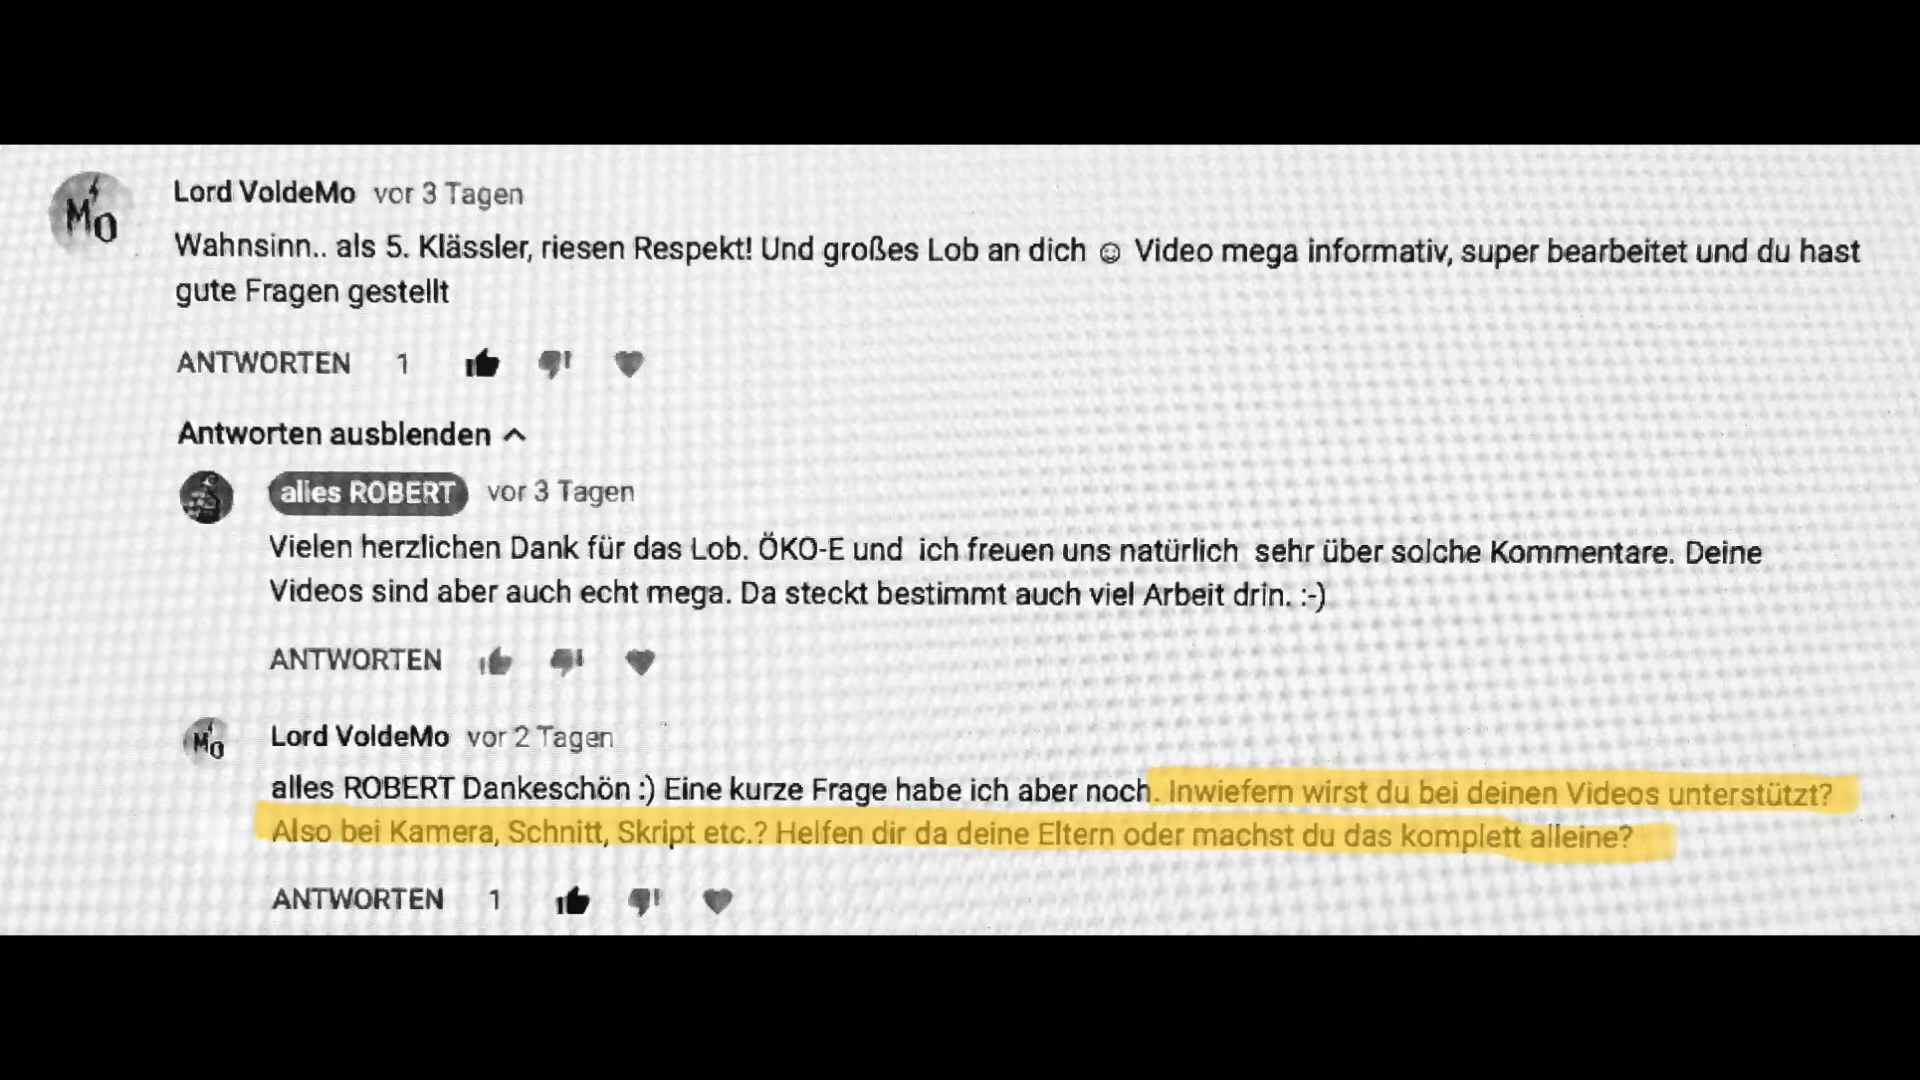 Lord VoldeMo vor 3 Tagen
Wahnsinn.. als 5. Klässler, riesen Respekt! Und großes Lob an dich ☺ Video mega informativ, super bearbeitet und du hast
gute Fragen gestellt
ANTWORTEN 1
Antworten ausblenden
alles ROBERT vor 3 Tagen
Vielen herzlichen Dank für das Lob. ÖKO-E und ich freuen uns natürlich sehr über solche Kommentare. Deine
Videos sind aber auch echt mega. Da steckt bestimmt auch viel Arbeit drin. :-)
ANTWORTEN
Lord VoldeMo vor 2 Tagen
alles ROBERT Dankeschön :) Eine kurze Frage habe ich aber noch. Inwiefern wirst du bei deinen Videos unterstützt?
Also bei Kamera, Schnitt, Skript etc.? Helfen dir da deine Eltern oder machst du das komplett alleine?
ANTWORTEN 1
MO
MO